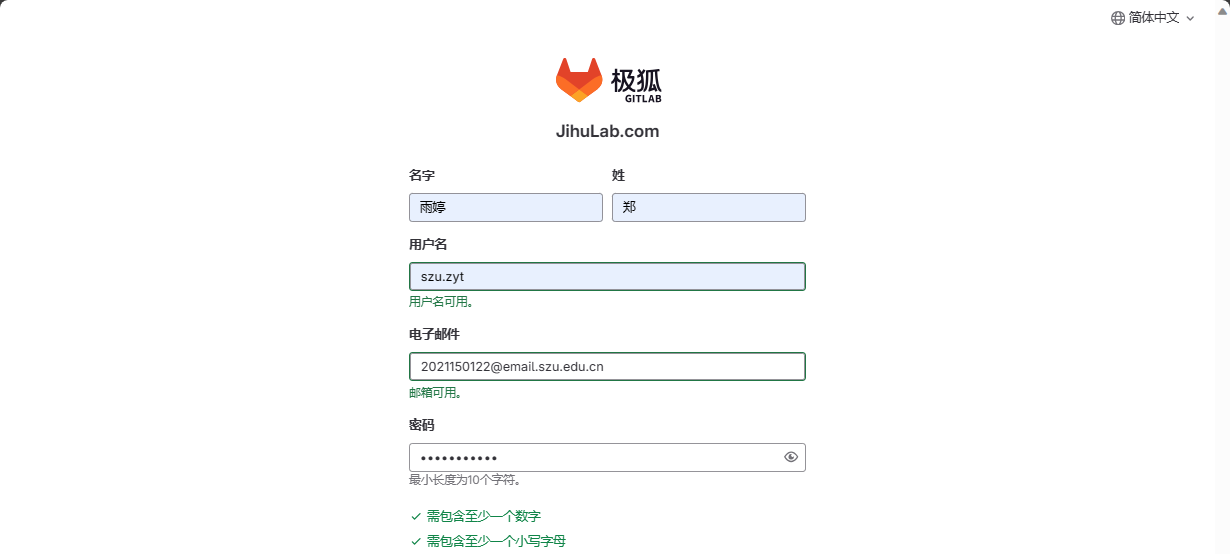 简体中文
极狐
GITLAB
JihuLab.com
名字 姓
雨婷 郑
用户名
szu.zyt
用户名可用。
电子邮件
2021150122@email.szu.edu.cn
邮箱可用。
密码
•••••••••••
最小长度为10个字符。
需包含至少一个数字
需包含至少一个小写字母